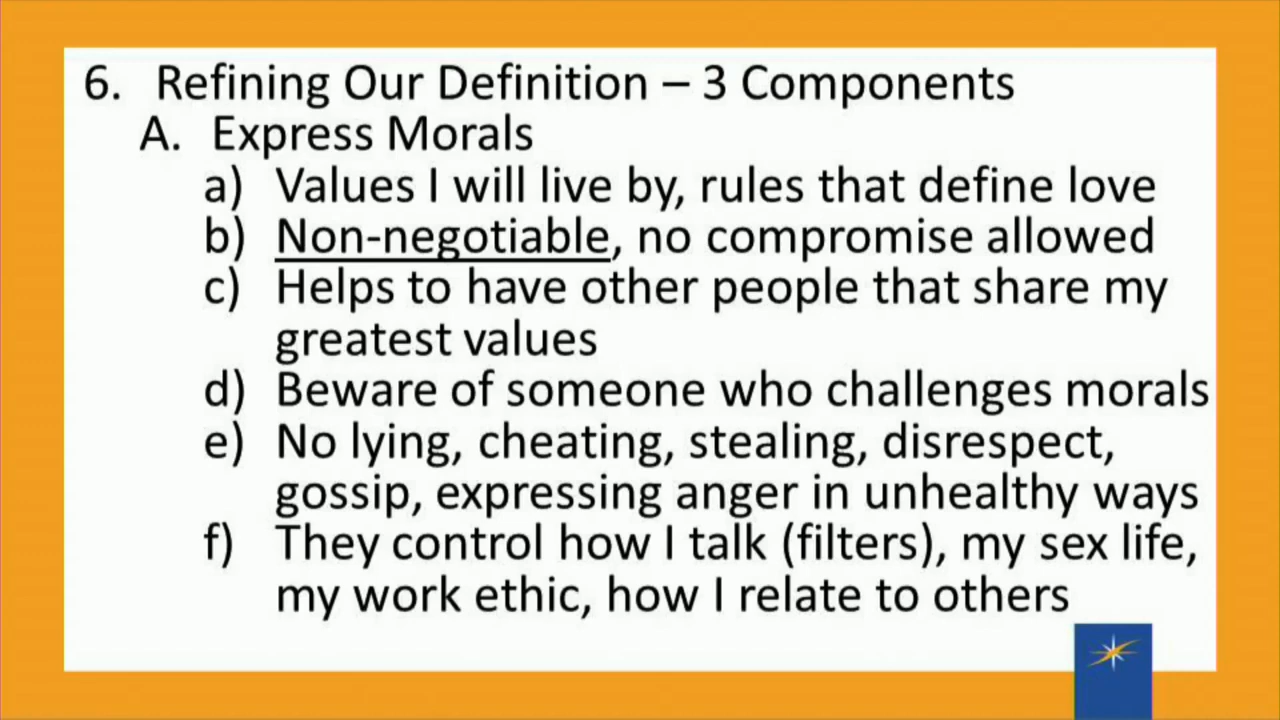 6. Refining Our Definition – 3 Components
A. Express Morals
a) Values I will live by, rules that define love
b) Non-negotiable, no compromise allowed
c) Helps to have other people that share my
greatest values
d) Beware of someone who challenges morals
e) No lying, cheating, stealing, disrespect,
gossip, expressing anger in unhealthy ways
f) They control how I talk (filters), my sex life,
my work ethic, how I relate to others